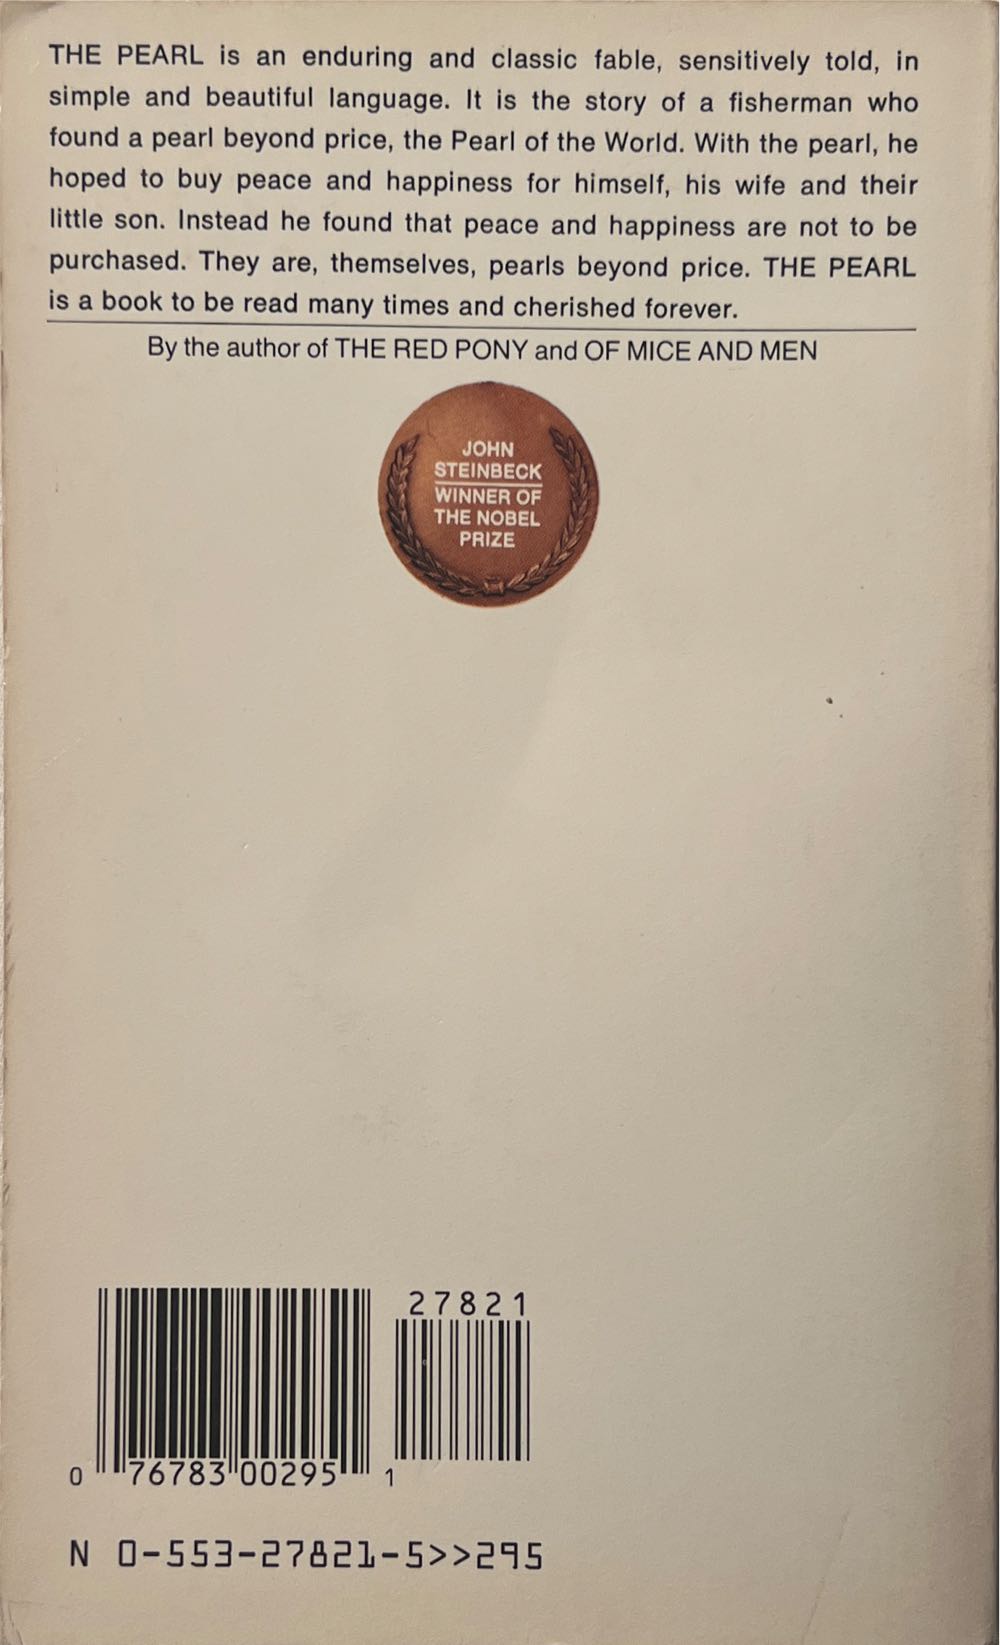 THE PEARL is an enduring and classic fable, sensitively told, in
simple and beautiful language. It is the story of a fisherman who
found a pearl beyond price, the Pearl of the World. With the pearl, he
hoped to buy peace and happiness for himself, his wife and their
little son. Instead he found that peace and happiness are not to be
purchased. They are, themselves, pearls beyond price. THE PEARL
is a book to be read many times and cherished forever.
By the author of THE RED PONY and OF MICE AND MEN
JOHN
STEINBECK
WINNER OF
THE NOBEL
PRIZE
27821
0 76783 00295 1
N 0-553-27821-5>>295